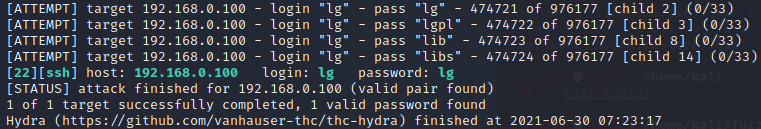 [ATTEMPT] target 192.168.0.100 - login "lg" - pass "lg" - 474721 of 976177 [child 2] (0/33)
[ATTEMPT] target 192.168.0.100 - login "lg" - pass "lgpl" - 474722 of 976177 [child 3] (0/33)
[ATTEMPT] target 192.168.0.100 - login "lg" - pass "lib" - 474723 of 976177 [child 8] (0/33)
[ATTEMPT] target 192.168.0.100 - login "lg" - pass "libs" - 474724 of 976177 [child 14] (0/33)
[22][ssh] host: 192.168.0.100   login: lg   password: lg
[STATUS] attack finished for 192.168.0.100 (valid pair found)
1 of 1 target successfully completed, 1 valid password found
Hydra (https://github.com/vanhauser-thc/thc-hydra) finished at 2021-06-30 07:23:17